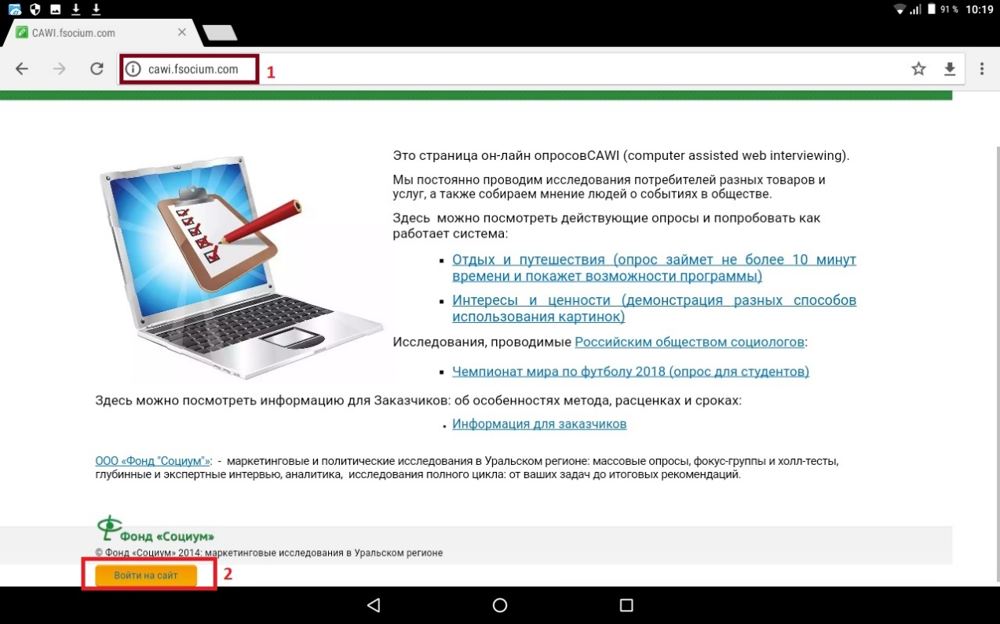 91 % 10:19
CAWI.fsocium.com
cawi.fsocium.com 1
Это страница он-лайн опросовCAWI (computer assisted web interviewing).
Мы постоянно проводим исследования потребителей разных товаров и
услуг, а также собираем мнение людей о событиях в обществе.
Здесь можно посмотреть действующие опросы и попробовать как
работает система:
▪ Отдых и путешествия (опрос займет не более 10 минут
времени и покажет возможности программы)
▪ Интересы и ценности (демонстрация разных способов
использования картинок)
Исследования, проводимые Российским обществом социологов:
▪ Чемпионат мира по футболу 2018 (опрос для студентов)
Здесь можно посмотреть информацию для Заказчиков: об особенностях метода, расценках и сроках:
• Информация для заказчиков
ООО «Фонд "Социум"»: - маркетинговые и политические исследования в Уральском регионе: массовые опросы, фокус-группы и холл-тесты,
глубинные и экспертные интервью, аналитика, исследования полного цикла: от ваших задач до итоговых рекомендаций.
Фонд «Социум»
© Фонд «Социум» 2014: маркетинговые исследования в Уральском регионе
Войти на сайт 2